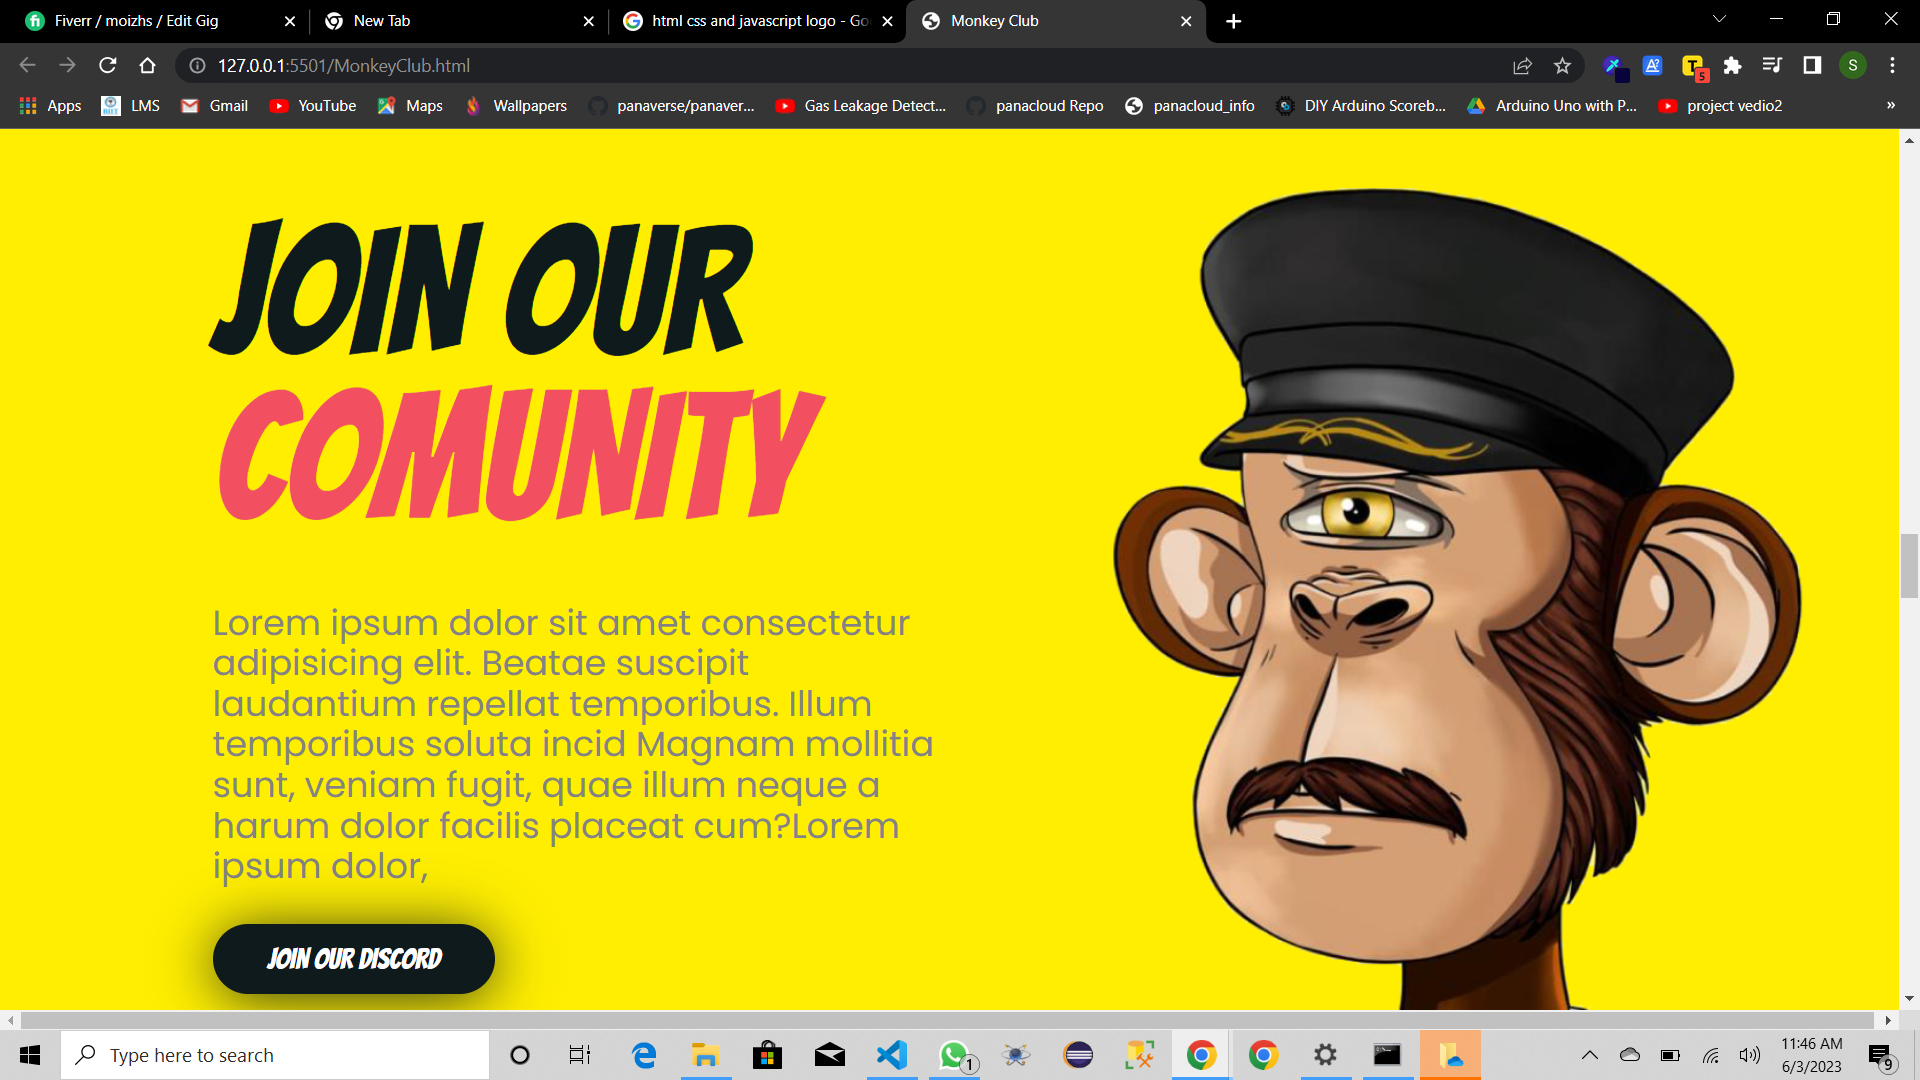 Fiverr / moizhs / Edit Gig
New Tab
html css and javascript logo - Go
Monkey Club
127.0.0.1:5501/MonkeyClub.html
5
S
Apps
LMS
Gmail
YouTube
Maps
Wallpapers
panaverse/panaver...
Gas Leakage Detect...
panacloud Repo
panacloud_info
DIY Arduino Scoreb...
Arduino Uno with P...
project vedio2
»
JOIN OUR
COMUNITY
Lorem ipsum dolor sit amet consectetur
adipisicing elit. Beatae suscipit
laudantium repellat temporibus. Illum
temporibus soluta incid Magnam mollitia
sunt, veniam fugit, quae illum neque a
harum dolor facilis placeat cum?Lorem
ipsum dolor,
JOIN OUR DISCORD
Type here to search
1
11:46 AM
6/3/2023
9